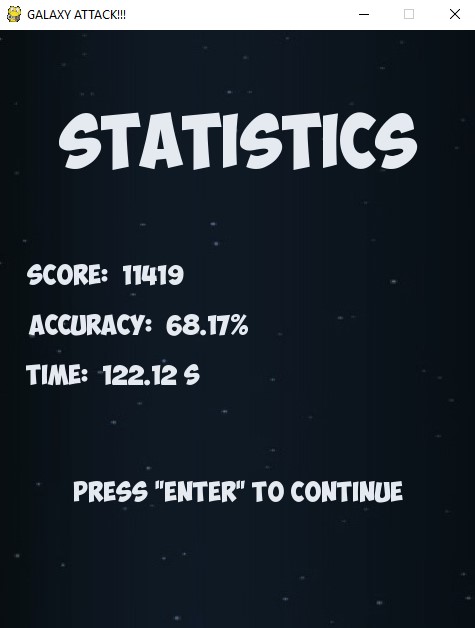 GALAXY ATTACK!!!
STATISTICS
SCORE: 11419
ACCURACY: 68.17%
TIME: 122.12 S
PRESS "ENTER" TO CONTINUE